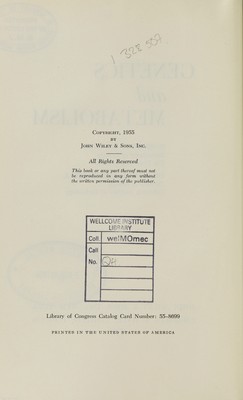 Copyright, 1955
BY
John Wiley & Sons, Inc.
All Rights Reserved
This book or any part thereof must not
be reproduced in any form without
the written permission of the publisher.
WELLCOME INSTITUTE
LIBRARY
Coll. welMOmec
Call
No. QH
Library of Congress Catalog Card Number: 55-8090
PRINTED IN THE UNITED STATES OF AMERICA